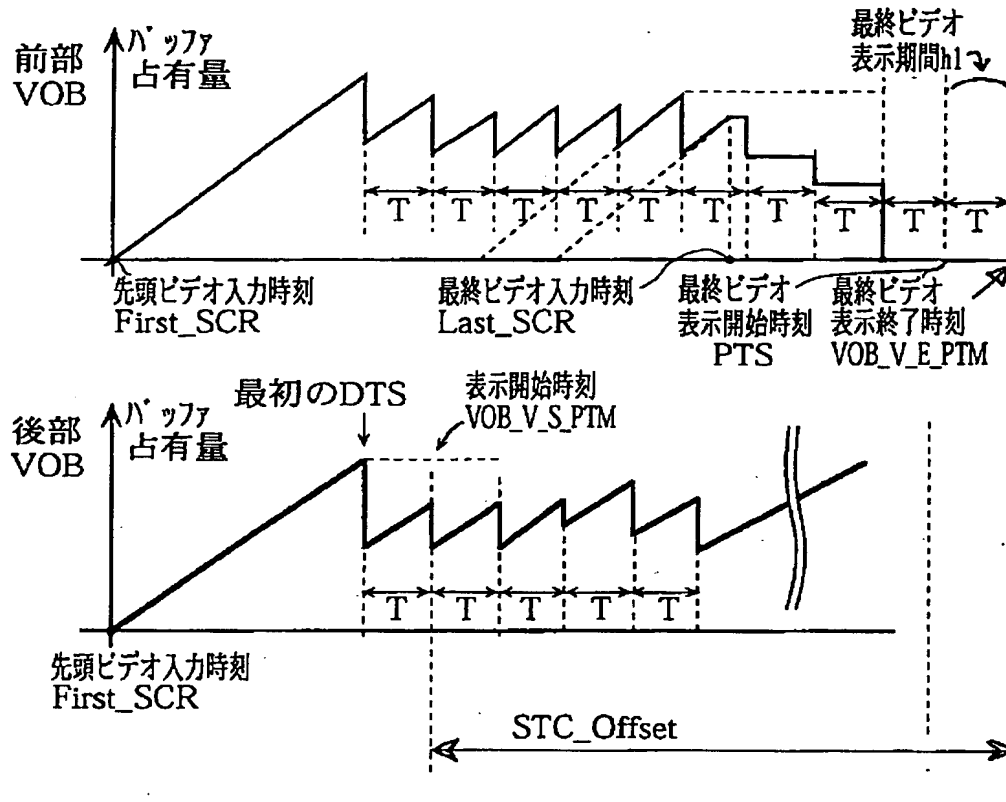 前部
VOB
バッファ
占有量
最終ビデオ
表示期間h1
T T T T T T T T T T
先頭ビデオ入力時刻
First_SCR
最終ビデオ入力時刻
Last_SCR
最終ビデオ
表示開始時刻
PTS
最終ビデオ
表示終了時刻
VOB_V_E_PTM
後部
VOB
バッファ
占有量
最初のDTS
表示開始時刻
VOB_V_S_PTM
T T T T T
先頭ビデオ入力時刻
First_SCR
STC_Offset